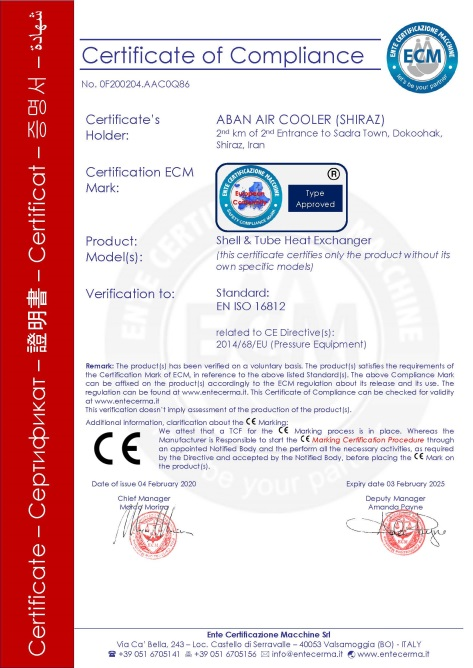 Certificate – Сертификат – 證明書 – Certificat – 증명서 – شهادة
Certificate of Compliance
ENTE CERTIFICAZIONE MACCHINE
ECM
let's be your partner
No. 0F200204.AAC0Q86
Certificate's
Holder:
ABAN AIR COOLER (SHIRAZ)
2nd km of 2nd Entrance to Sadra Town, Dokoohak,
Shiraz, Iran
Certification ECM
Mark:
ENTE CERTIFICAZIONE MACCHINE
European
Conformity
SAFETY COMPLIANCE MARK
®
Type
Approved
Product:
Model(s):
Shell & Tube Heat Exchanger
(this certificate certifies only the product without its
own specific models)
Verification to:
Standard:
EN ISO 16812
related to CE Directive(s):
2014/68/EU (Pressure Equipment)
Remark: The product(s) has been verified on a voluntary basis. The product(s) satisfies the requirements of
the Certification Mark of ECM, in reference to the above listed Standard(s). The above Compliance Mark
can be affixed on the product(s) accordingly to the ECM regulation about its release and its use. The
regulation can be found at www.entecerma.it. This Certificate of Compliance can be checked for validity
at www.entecerma.it
This verification doesn't imply assessment of the production of the product(s).
Additional information, clarification about the CE Marking:
CE
We attest that a TCF for the CE Marking process is in place. Whereas the
Manufacturer is Responsible to start the CE Marking Certification Procedure through
an appointed Notified Body and the perform all the necessary activities, as required
by the Directive and accepted by the Notified Body, before placing the CE Mark on
the product(s).
Date of issue 04 February 2020
Expiry date 03 February 2025
Chief Manager
Marco Morina
Deputy Manager
Amanda Payne
Ente Certificazione Macchine Srl
Via Ca' Bella, 243 – Loc. Castello di Serravalle – 40053 Valsamoggia (BO) - ITALY
☎ +39 051 6705141 📠 +39 051 6705156 ✉ info@entecerma.it 🌐 www.entecerma.it